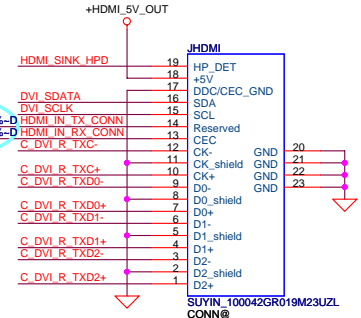 +HDMI_5V_OUT
JHDMI
HDMI_SINK_HPD 19 HP_DET
18 +5V
17 DDC/CEC_GND
DVI_SDATA 16 SDA
DVI_SCLK 15 SCL
%~D HDMI_IN_TX_CONN 14 Reserved
%~D HDMI_IN_RX_CONN 13 CEC
C_DVI_R_TXC- 12 CK- GND 20
11 CK_shield GND 21
C_DVI_R_TXC+ 10 CK+ GND 22
C_DVI_R_TXD0- 9 D0- GND 23
8 D0_shield
C_DVI_R_TXD0+ 7 D0+
C_DVI_R_TXD1- 6 D1-
5 D1_shield
C_DVI_R_TXD1+ 4 D1+
C_DVI_R_TXD2- 3 D2-
2 D2_shield
C_DVI_R_TXD2+ 1 D2+
SUYIN_100042GR019M23UZL
CONN@